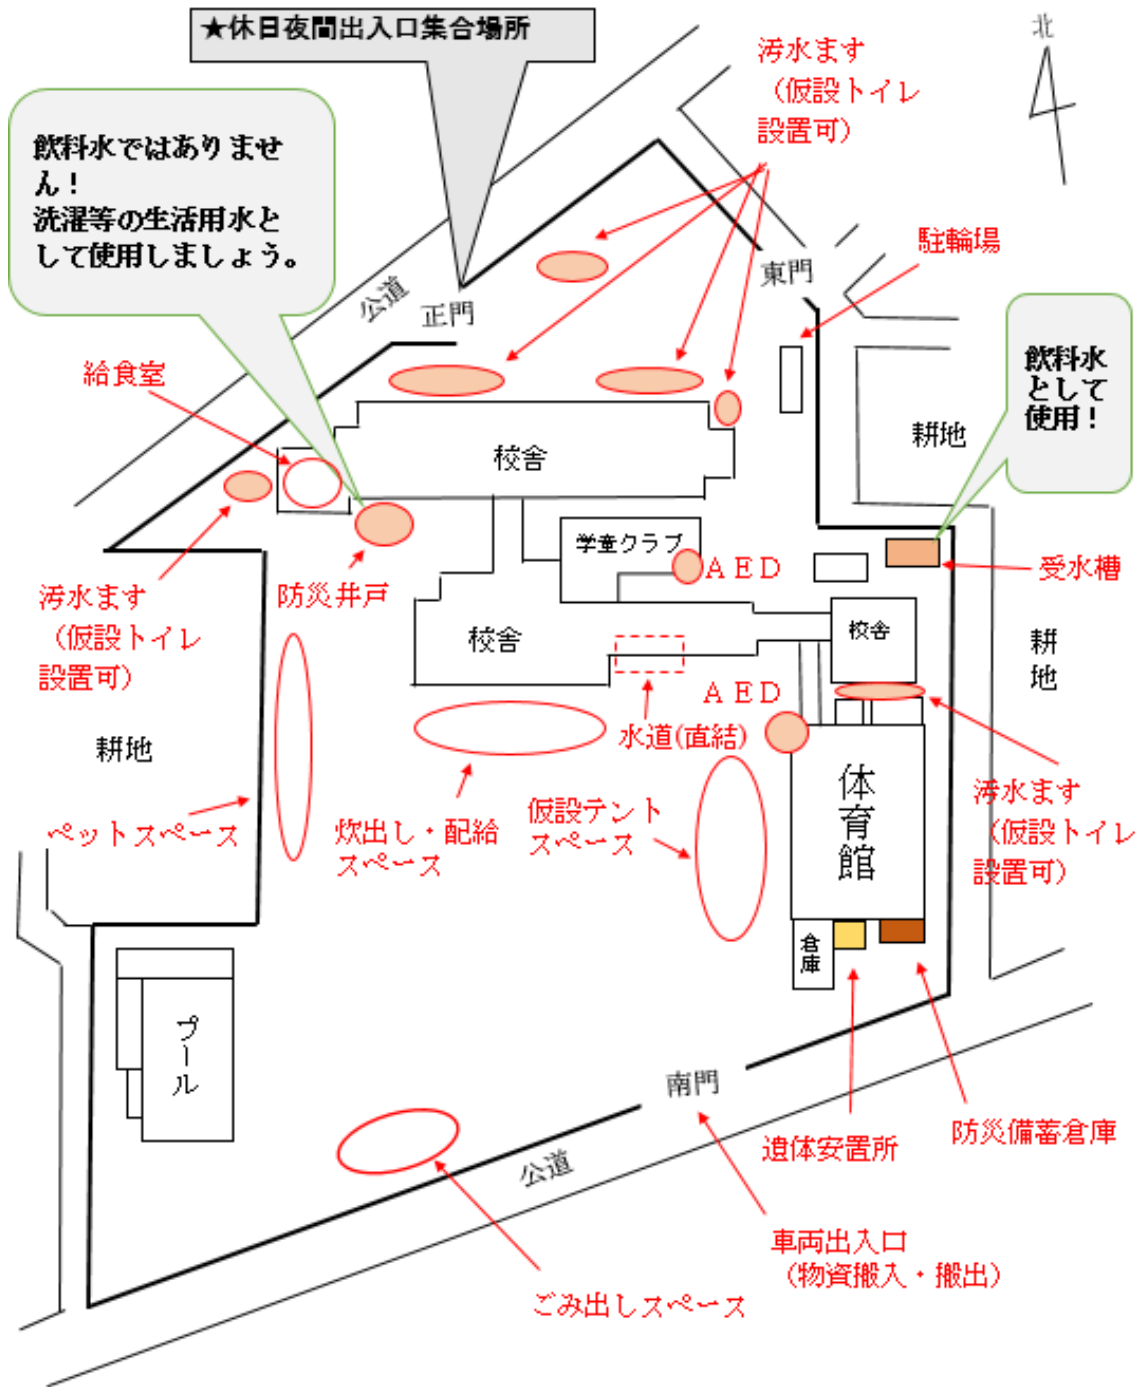 ★休日夜間出入口集合場所
北
汚水ます
（仮設トイレ
設置可）
飲料水ではありませ
ん！
洗濯等の生活用水と
して使用しましょう。
駐輪場
東門
公道
正門
飲料水
として
使用！
給食室
耕地
校舎
学童クラブ
ＡＥＤ
受水槽
汚水ます
（仮設トイレ
設置可）
防災井戸
校舎
校舎
耕地
ＡＥＤ
水道(直結)
耕地
体育館
汚水ます
（仮設トイレ
設置可）
ペットスペース
炊出し・配給
スペース
仮設テント
スペース
倉庫
プール
南門
遺体安置所
防災備蓄倉庫
公道
車両出入口
（物資搬入・搬出）
ごみ出しスペース